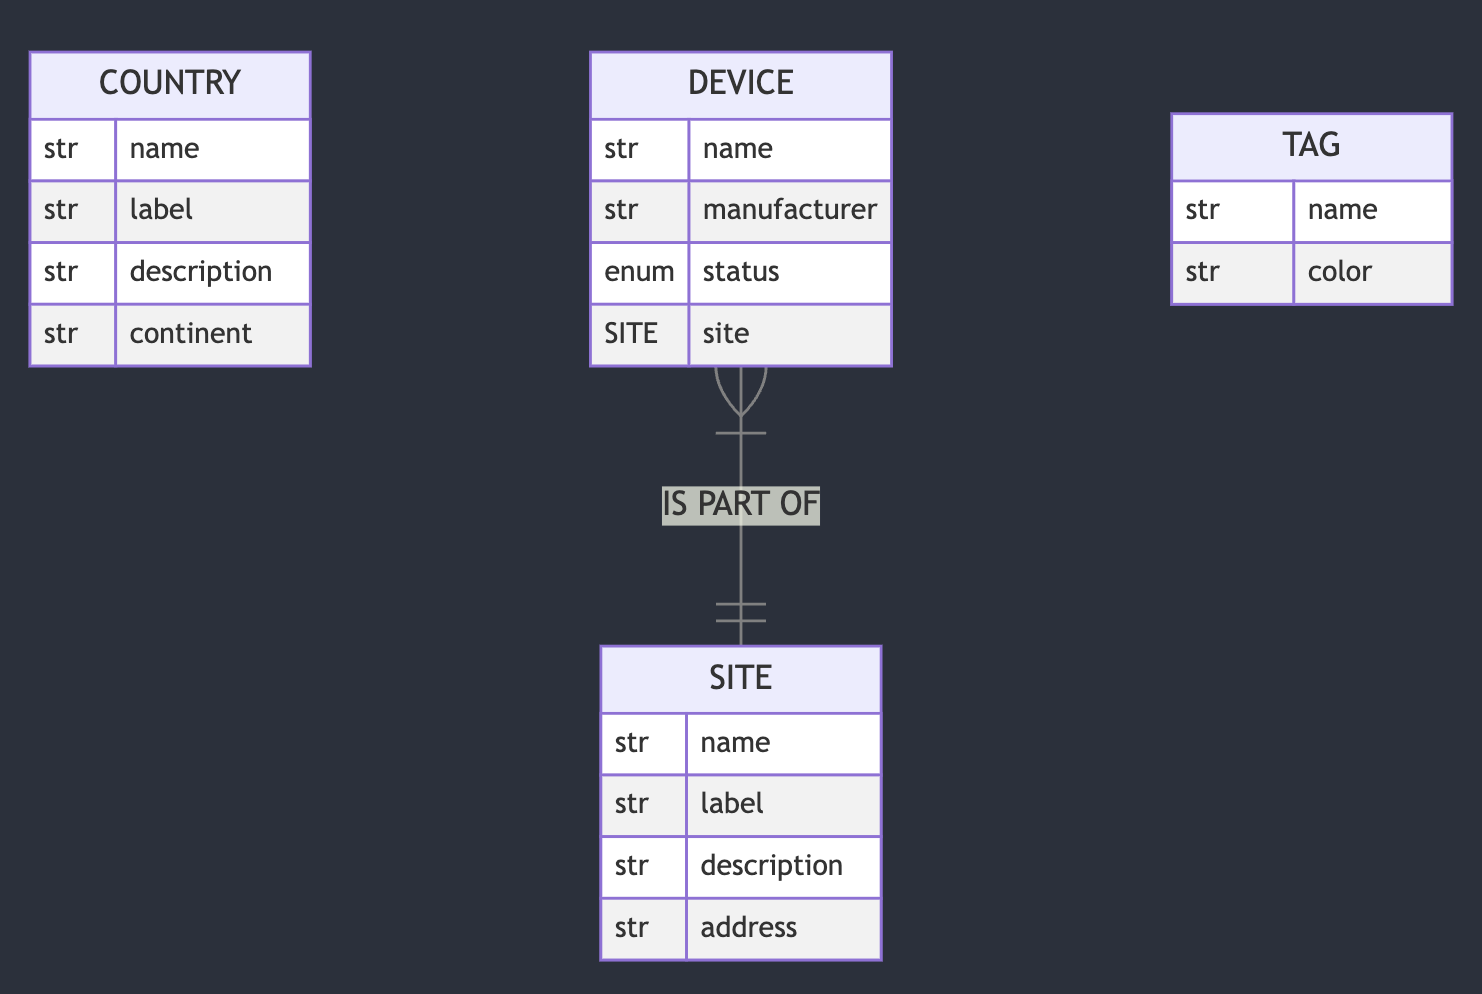 COUNTRY
str name
str label
str description
str continent
DEVICE
str name
str manufacturer
enum status
SITE site
TAG
str name
str color
IS PART OF
SITE
str name
str label
str description
str address